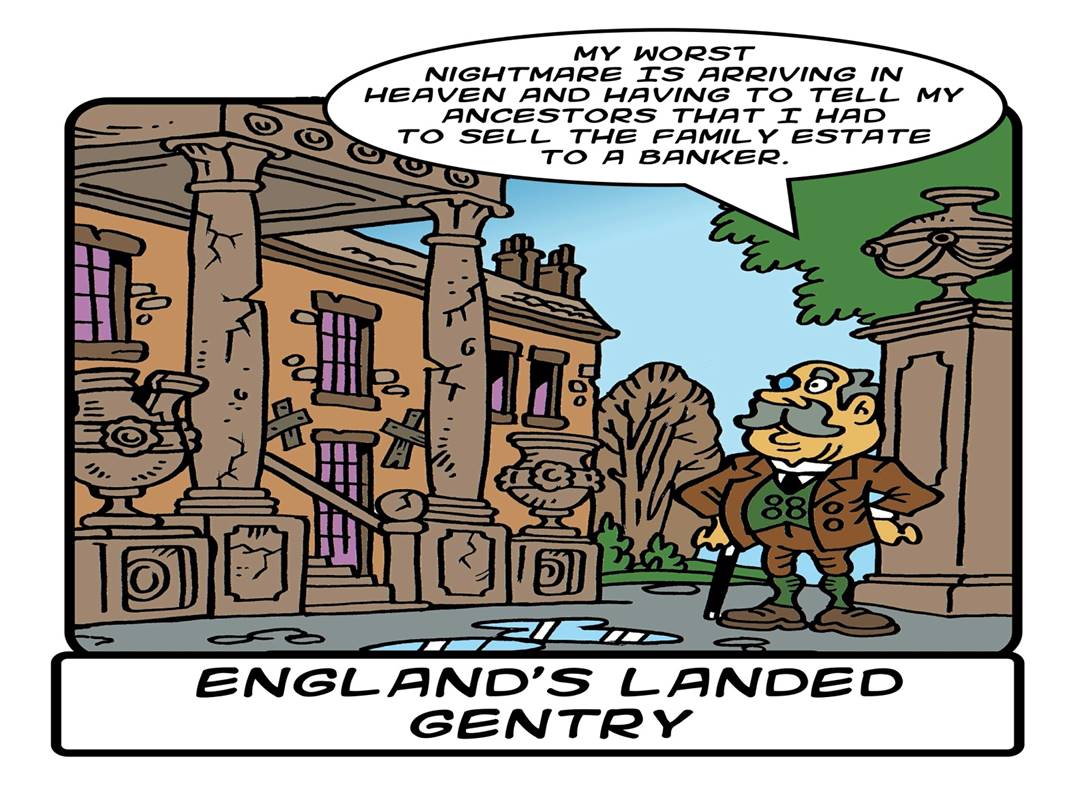 MY WORST
NIGHTMARE IS ARRIVING IN
HEAVEN AND HAVING TO TELL MY
ANCESTORS THAT I HAD
TO SELL THE FAMILY ESTATE
TO A BANKER.
ENGLAND'S LANDED
GENTRY